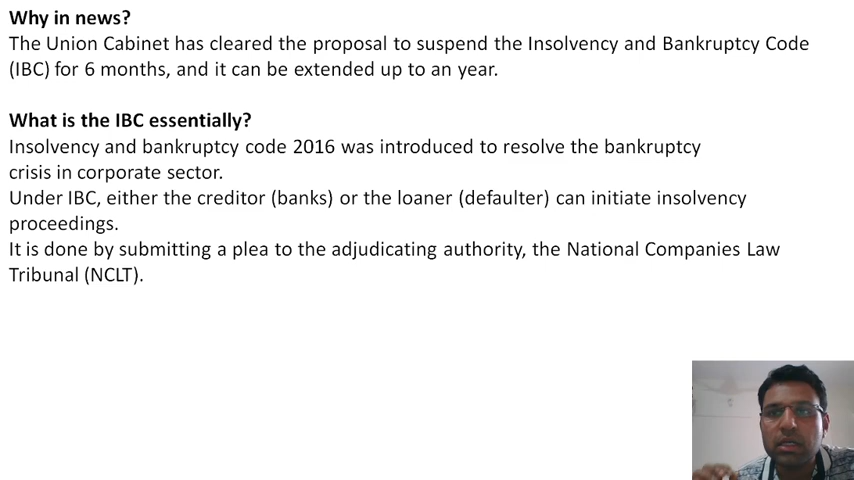 Why in news?
The Union Cabinet has cleared the proposal to suspend the Insolvency and Bankruptcy Code
(IBC) for 6 months, and it can be extended up to an year.
What is the IBC essentially?
Insolvency and bankruptcy code 2016 was introduced to resolve the bankruptcy
crisis in corporate sector.
Under IBC, either the creditor (banks) or the loaner (defaulter) can initiate insolvency
proceedings.
It is done by submitting a plea to the adjudicating authority, the National Companies Law
Tribunal (NCLT).